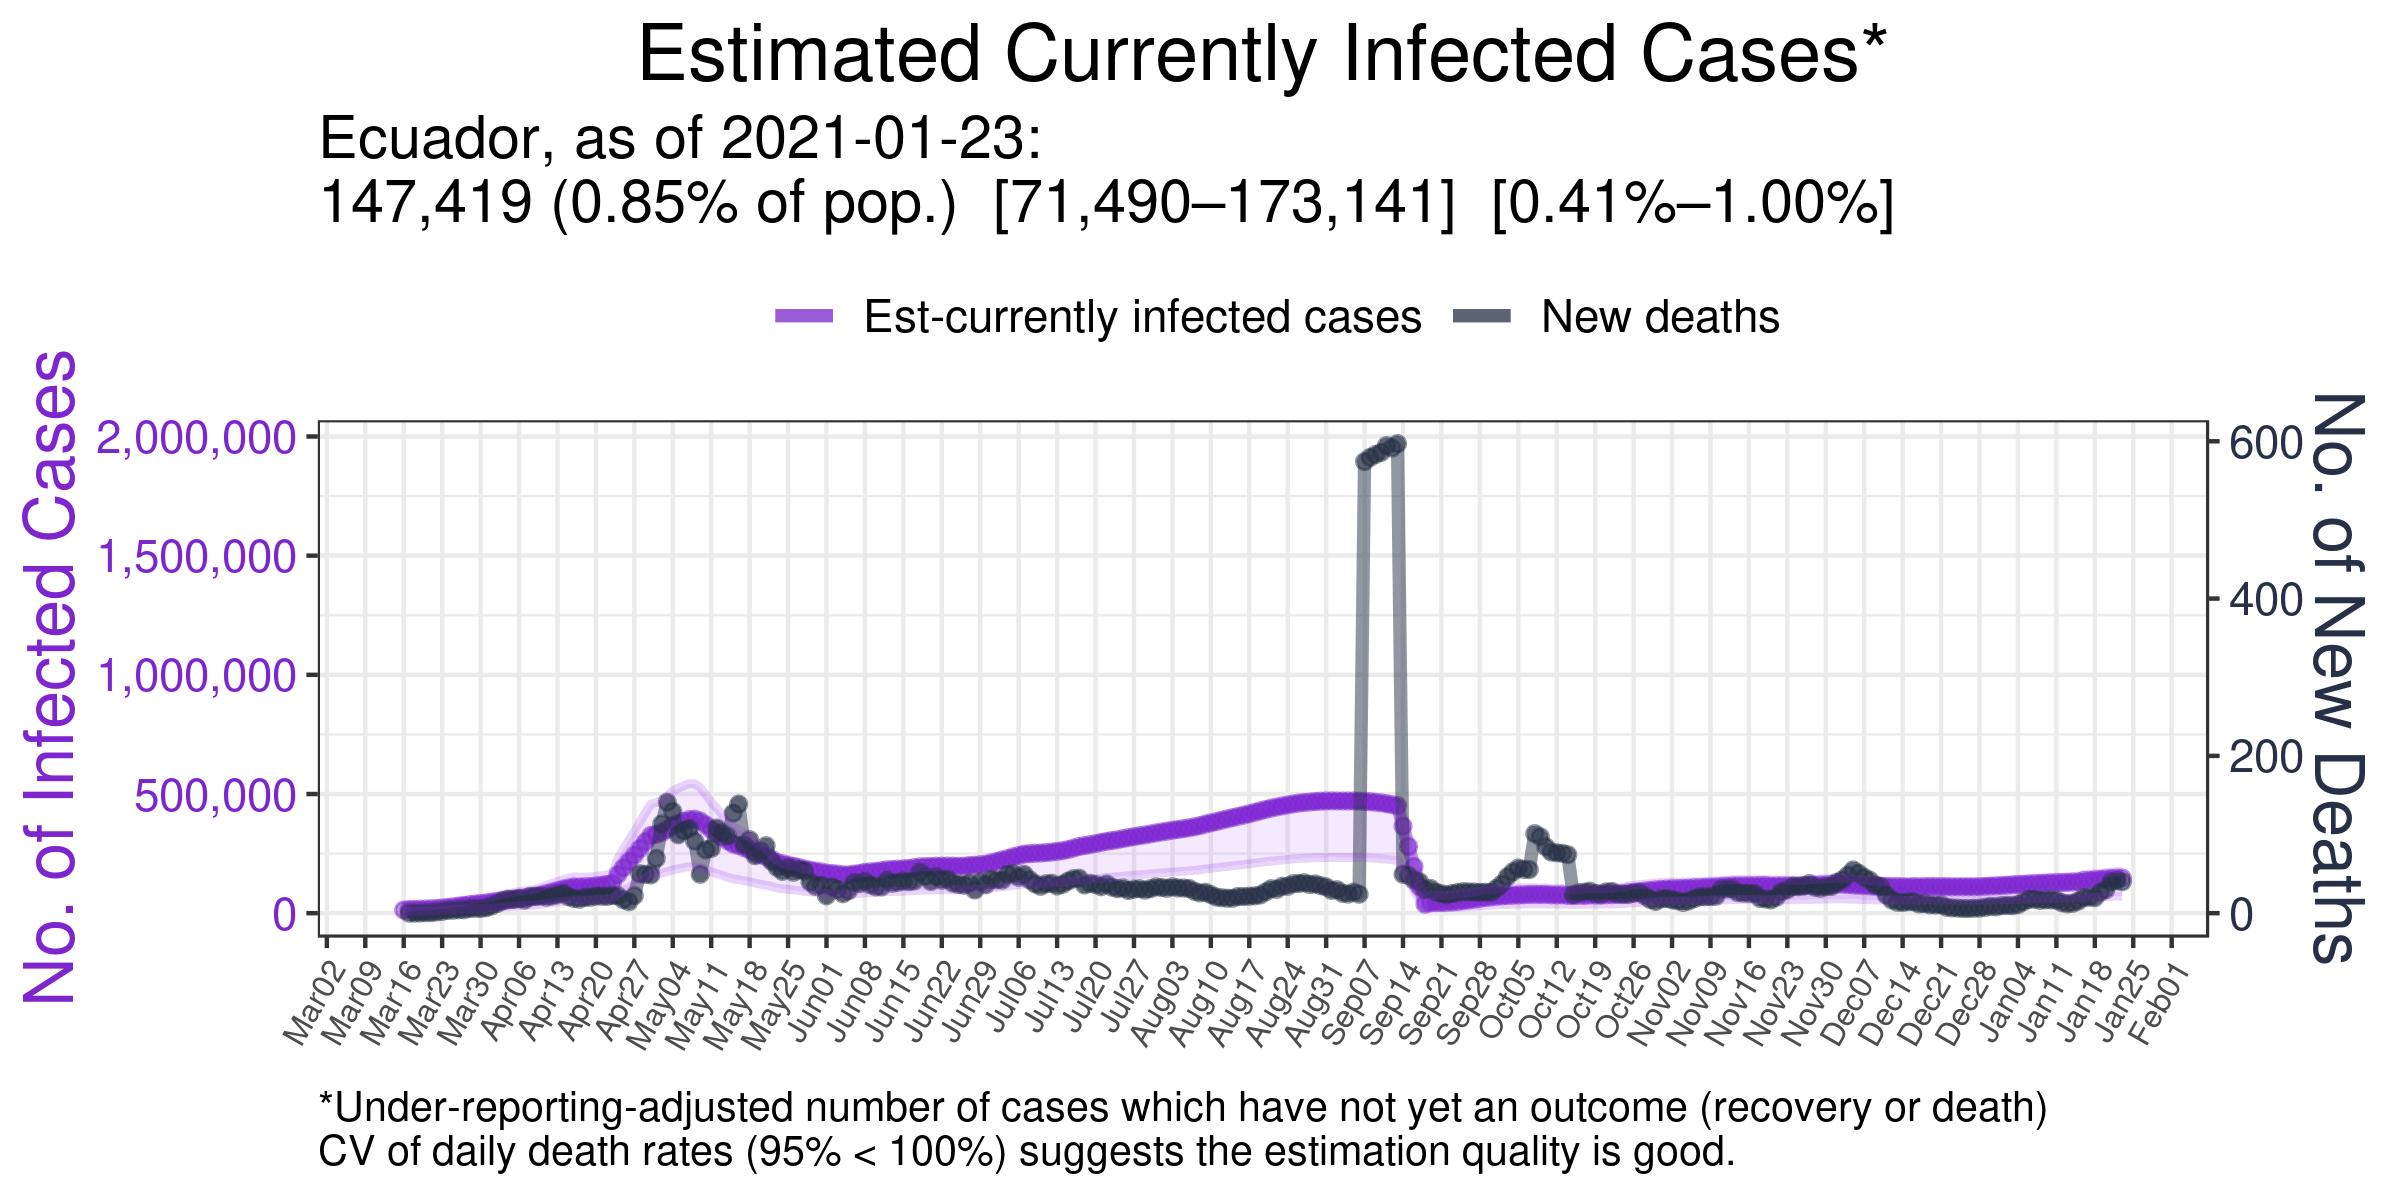 Estimated Currently Infected Cases*
Ecuador, as of 2021-01-23:
147,419 (0.85% of pop.) [71,490–173,141] [0.41%–1.00%]
Est-currently infected cases New deaths
No. of Infected Cases
2,000,000
1,500,000
1,000,000
500,000
0
600
400
200
0
No. of New Deaths
Mar02 Mar09 Mar16 Mar23 Mar30 Apr06 Apr13 Apr20 Apr27 May04 May11 May18 May25 Jun01 Jun08 Jun15 Jun22 Jun29 Jul06 Jul13 Jul20 Jul27 Aug03 Aug10 Aug17 Aug24 Aug31 Sep07 Sep14 Sep21 Sep28 Oct05 Oct12 Oct19 Oct26 Nov02 Nov09 Nov16 Nov23 Nov30 Dec07 Dec14 Dec21 Dec28 Jan04 Jan11 Jan18 Jan25 Feb01
*Under-reporting-adjusted number of cases which have not yet an outcome (recovery or death)
CV of daily death rates (95% < 100%) suggests the estimation quality is good.